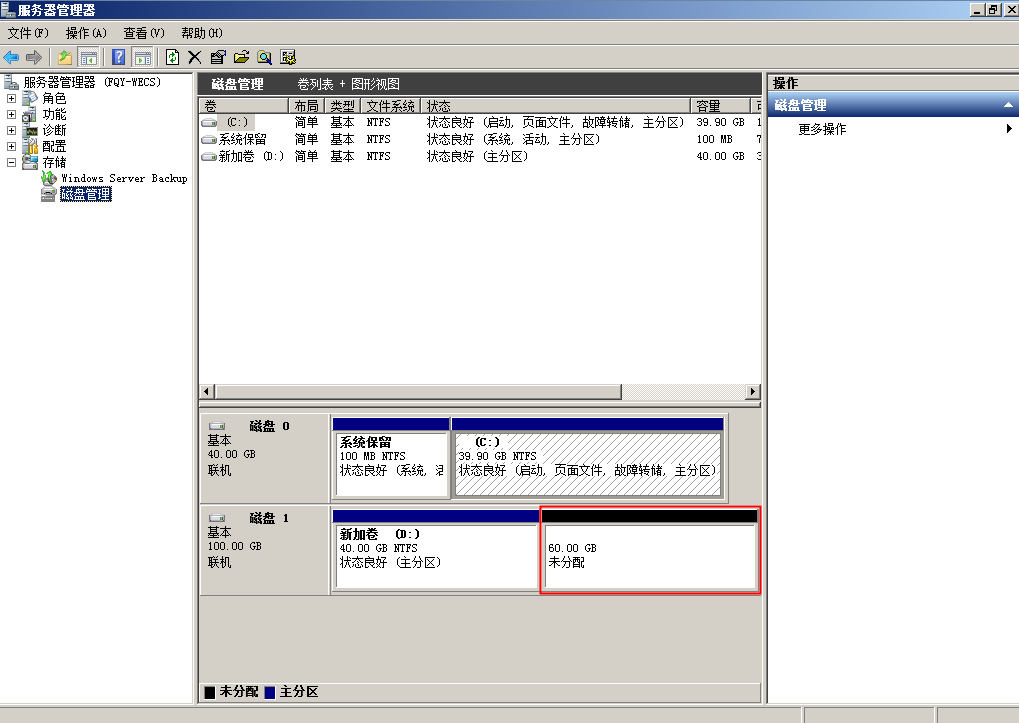 服务器管理器
文件(F) 操作(A) 查看(V) 帮助(H)
服务器管理器 (FQY-WECS)
角色
功能
诊断
配置
存储
Windows Server Backup
磁盘管理
磁盘管理 卷列表 + 图形视图
卷 布局 类型 文件系统 状态 容量
(C:) 简单 基本 NTFS 状态良好 (启动, 页面文件, 故障转储, 主分区) 39.90 GB 1
系统保留 简单 基本 NTFS 状态良好 (系统, 活动, 主分区) 100 MB 7
新加卷 (D:) 简单 基本 NTFS 状态良好 (主分区) 40.00 GB 3
磁盘 0
基本
40.00 GB
联机
系统保留
100 MB NTFS
状态良好 (系统, 活
(C:)
39.90 GB NTFS
状态良好 (启动, 页面文件, 故障转储, 主分区)
磁盘 1
基本
100.00 GB
联机
新加卷 (D:)
40.00 GB NTFS
状态良好 (主分区)
60.00 GB
未分配
未分配 主分区
操作
磁盘管理
更多操作